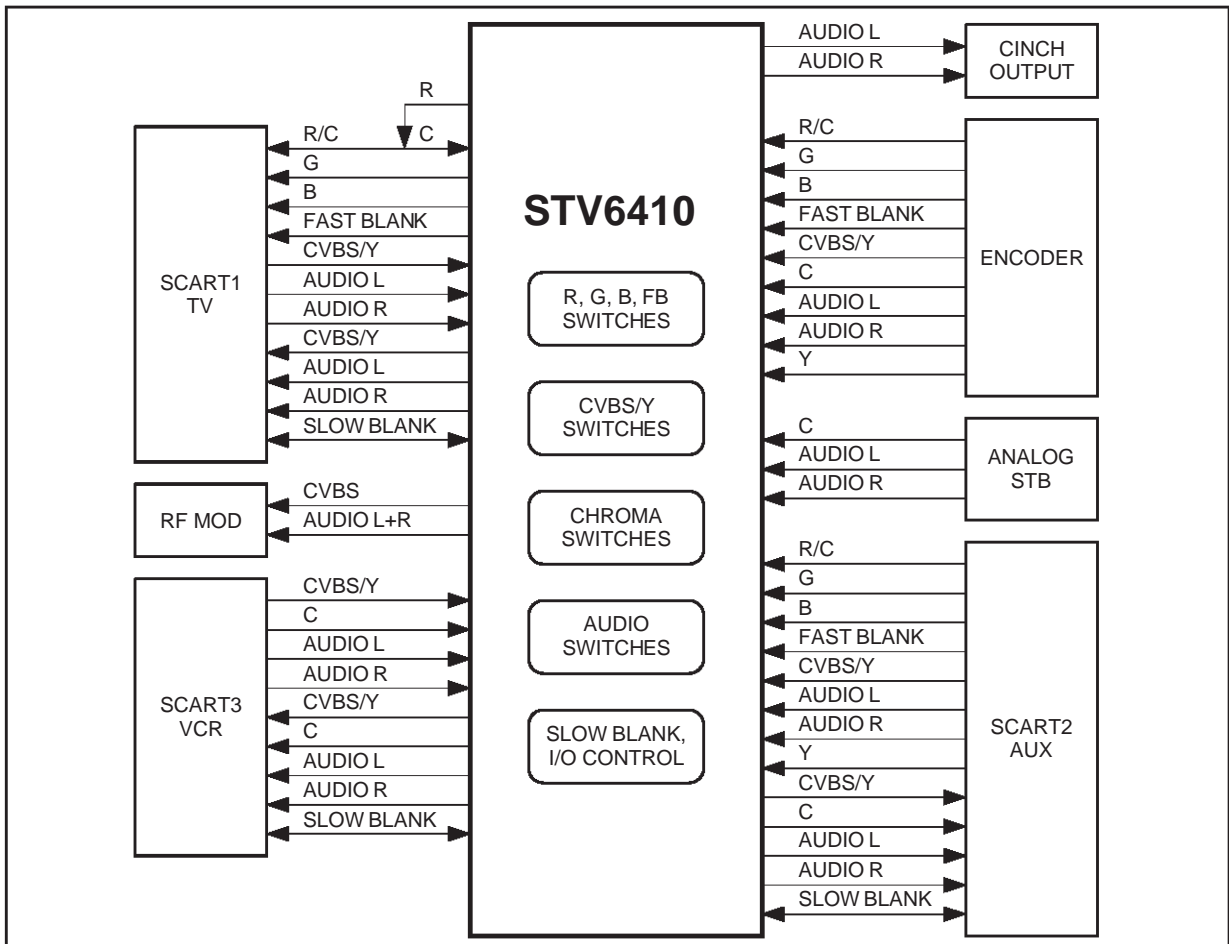 AUDIO L
AUDIO R
CINCH
OUTPUT
R
R/C
C
G
B
FAST BLANK
CVBS/Y
AUDIO L
AUDIO R
CVBS/Y
AUDIO L
AUDIO R
SLOW BLANK
SCART1
TV
CVBS
AUDIO L+R
RF MOD
CVBS/Y
C
AUDIO L
AUDIO R
CVBS/Y
C
AUDIO L
AUDIO R
SLOW BLANK
SCART3
VCR
STV6410
R, G, B, FB
SWITCHES
CVBS/Y
SWITCHES
CHROMA
SWITCHES
AUDIO
SWITCHES
SLOW BLANK,
I/O CONTROL
R/C
G
B
FAST BLANK
CVBS/Y
C
AUDIO L
AUDIO R
Y
ENCODER
C
AUDIO L
AUDIO R
ANALOG
STB
R/C
G
B
FAST BLANK
CVBS/Y
AUDIO L
AUDIO R
Y
CVBS/Y
C
AUDIO L
AUDIO R
SLOW BLANK
SCART2
AUX